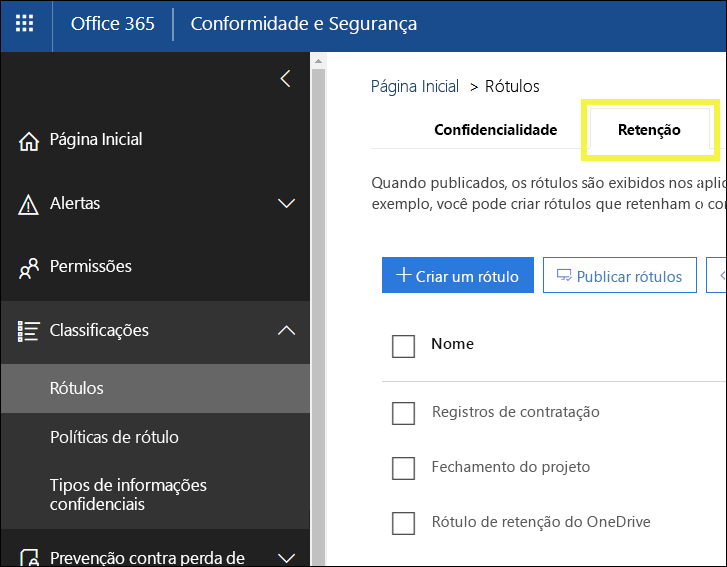 Office 365
Conformidade e Segurança
Página Inicial
Alertas
Permissões
Classificações
Rótulos
Políticas de rótulo
Tipos de informações
confidenciais
Prevenção contra perda de
Página Inicial > Rótulos
Confidencialidade
Retenção
Quando publicados, os rótulos são exibidos nos aplic
exemplo, você pode criar rótulos que retenham o con
+ Criar um rótulo
Publicar rótulos
Nome
Registros de contratação
Fechamento do projeto
Rótulo de retenção do OneDrive